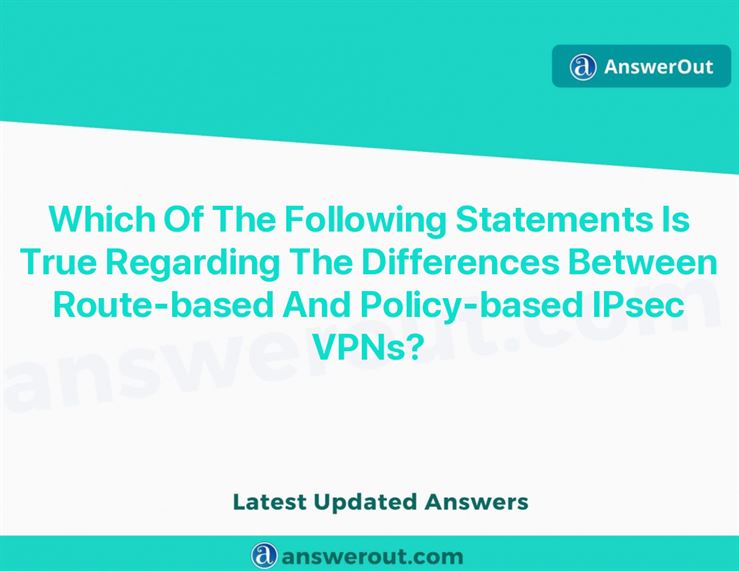 AnswerOut
Which Of The Following Statements Is
True Regarding The Differences Between
Route-based And Policy-based IPsec
VPNs?
answerout.com
Latest Updated Answers
answerout.com